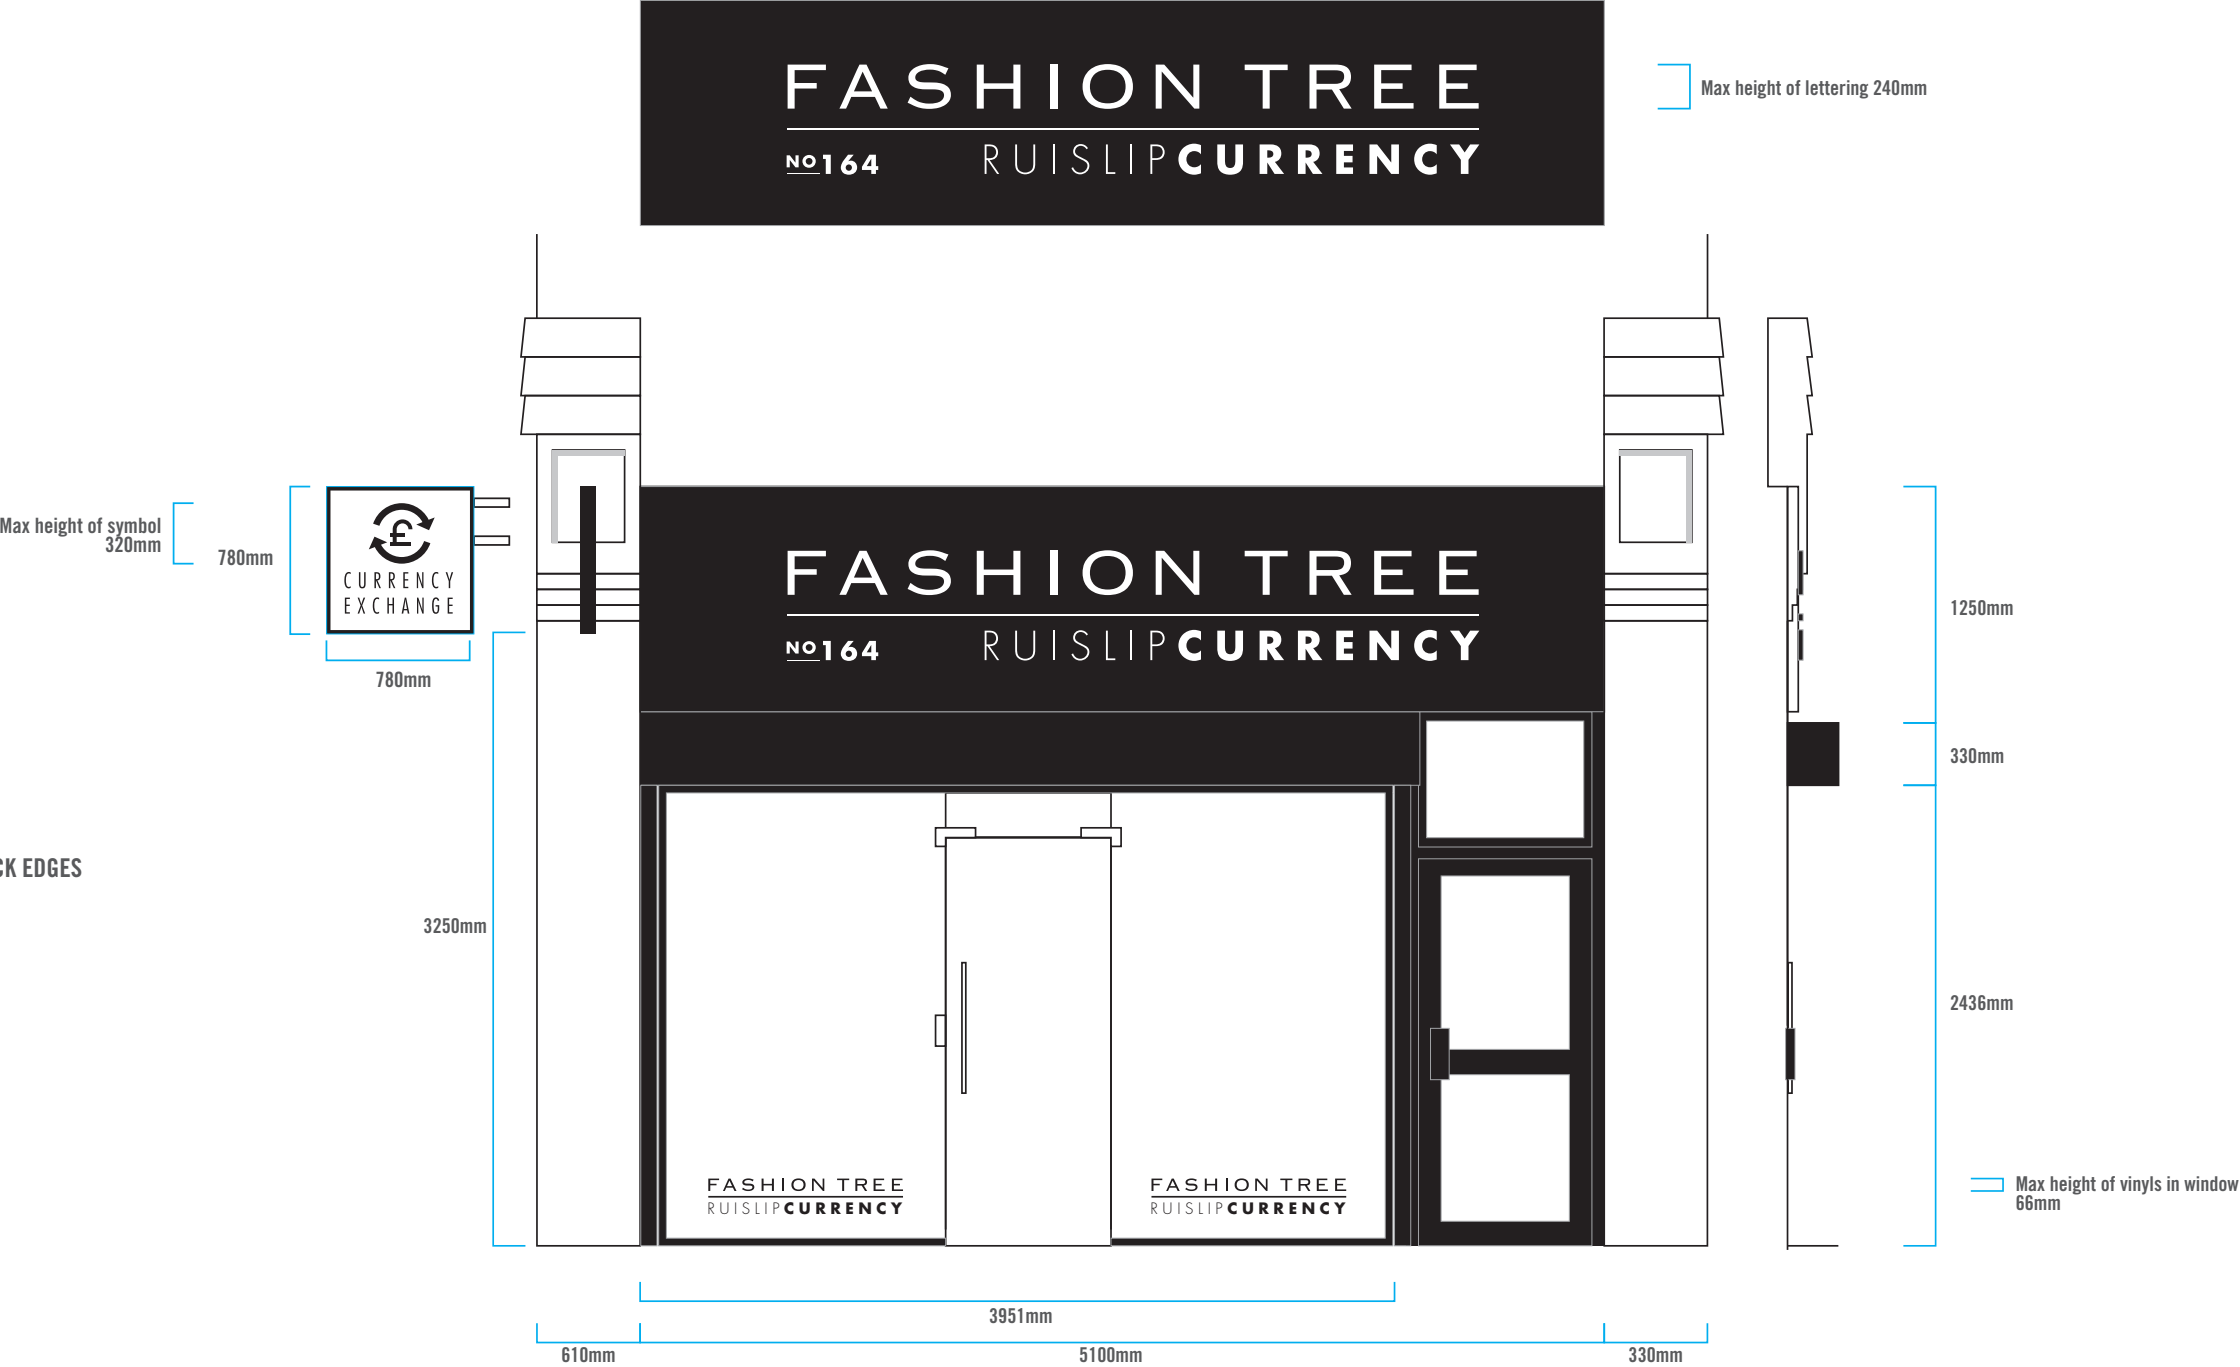 FASHION TREE
Max height of lettering 240mm
NO164 RUISLIPCURRENCY
Max height of symbol
320mm
780mm
CURRENCY
EXCHANGE
780mm
FASHION TREE
NO164 RUISLIPCURRENCY
1250mm
330mm
EDGES
3250mm
2436mm
FASHION TREE
RUISLIPCURRENCY
FASHION TREE
RUISLIPCURRENCY
Max height of vinyls in window
66mm
3951mm
610mm
5100mm
330mm